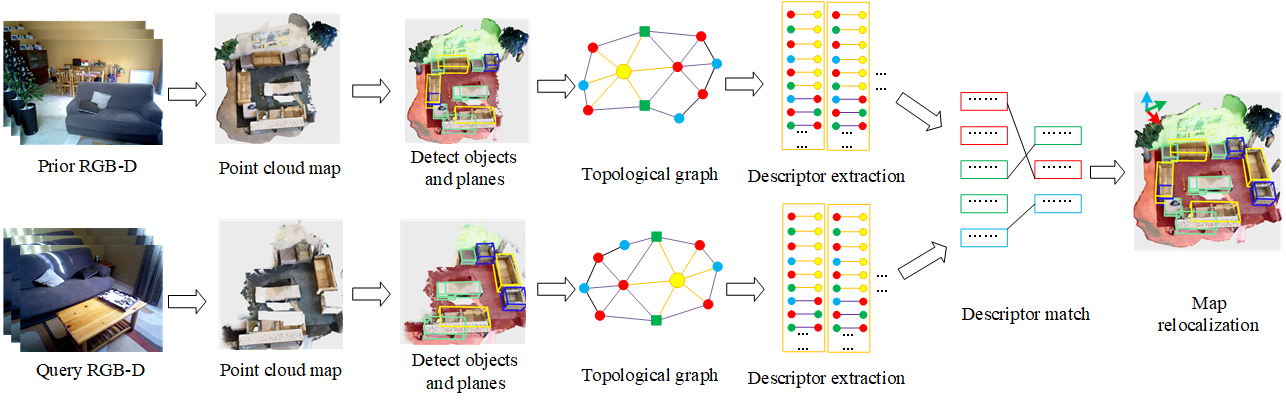 Prior RGB-D
Point cloud map
Detect objects
and planes
Topological graph
Descriptor extraction
Query RGB-D
Point cloud map
Detect objects
and planes
Topological graph
Descriptor extraction
Descriptor match
Map
relocalization